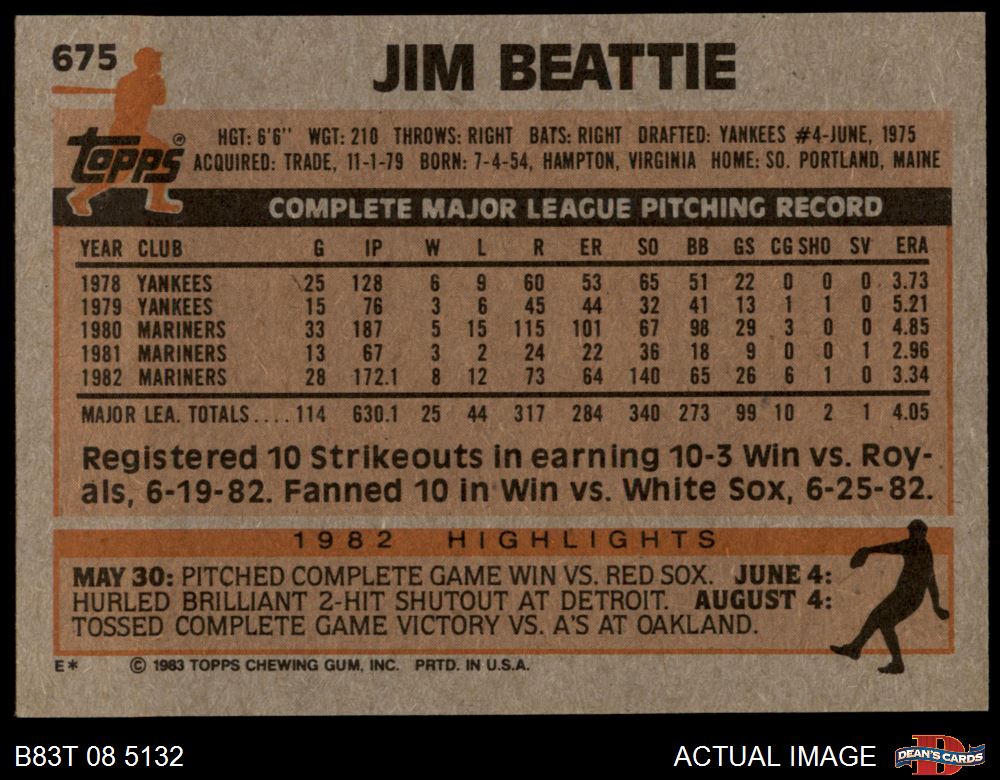 675
JIM BEATTIE
Topps®
HGT: 6'6" WGT: 210 THROWS: RIGHT BATS: RIGHT DRAFTED: YANKEES #4-JUNE, 1975
ACQUIRED: TRADE, 11-1-79 BORN: 7-4-54, HAMPTON, VIRGINIA HOME: SO. PORTLAND, MAINE
COMPLETE MAJOR LEAGUE PITCHING RECORD
YEAR CLUB G IP W L R ER SO BB GS CG SHO SV ERA
1978 YANKEES 25 128 6 9 60 53 65 51 22 0 0 0 3.73
1979 YANKEES 15 76 3 6 45 44 32 41 13 1 1 0 5.21
1980 MARINERS 33 187 5 15 115 101 67 98 29 3 0 0 4.85
1981 MARINERS 13 67 3 2 24 22 36 18 9 0 0 1 2.96
1982 MARINERS 28 172.1 8 12 73 64 140 65 26 6 1 0 3.34
MAJOR LEA. TOTALS.... 114 630.1 25 44 317 284 340 273 99 10 2 1 4.05
Registered 10 Strikeouts in earning 10-3 Win vs. Roy-
als, 6-19-82. Fanned 10 in Win vs. White Sox, 6-25-82.
1982 HIGHLIGHTS
MAY 30: PITCHED COMPLETE GAME WIN VS. RED SOX. JUNE 4:
HURLED BRILLIANT 2-HIT SHUTOUT AT DETROIT. AUGUST 4:
TOSSED COMPLETE GAME VICTORY VS. A'S AT OAKLAND.
E* © 1983 TOPPS CHEWING GUM, INC. PRTD. IN U.S.A.
B83T 08 5132 ACTUAL IMAGE DEAN'S CARDS